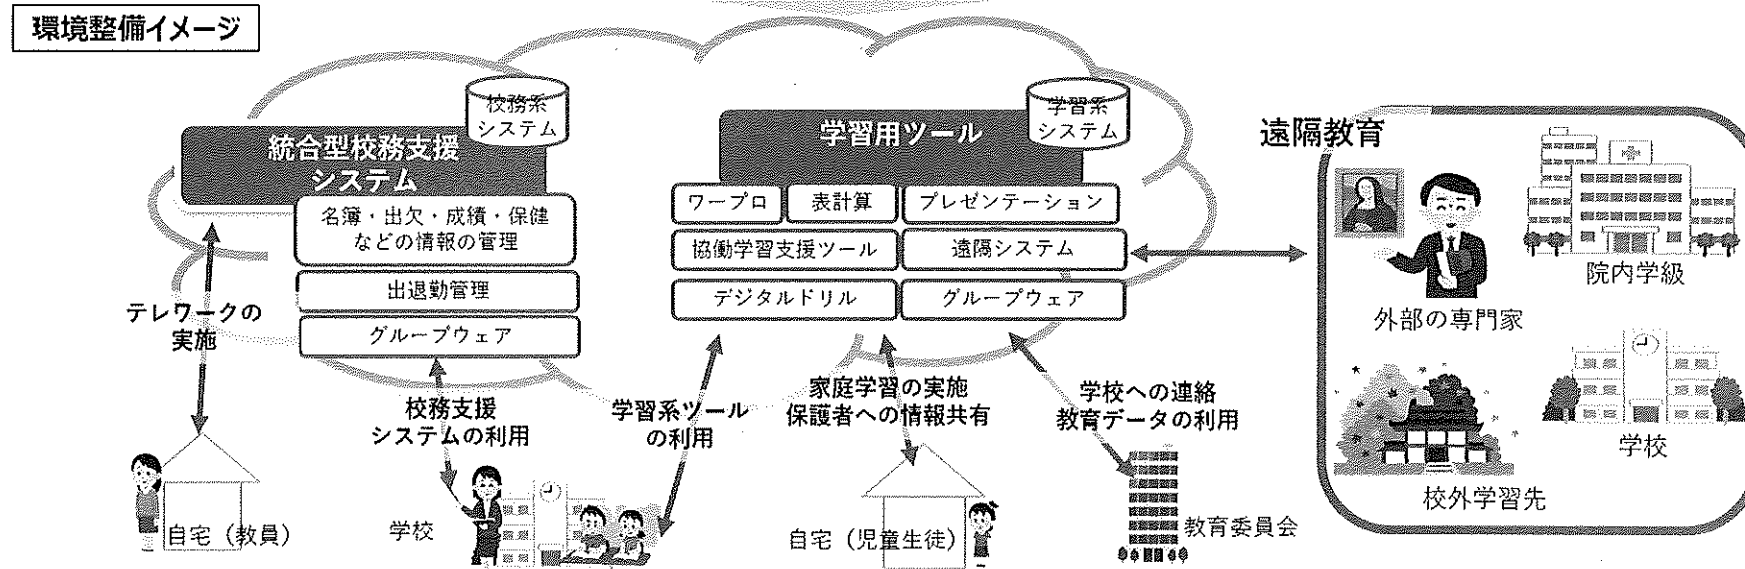 環境整備イメージ
校務系
システム
統合型校務支援
システム
名簿・出欠・成績・保健
などの情報の管理
出退勤管理
グループウェア
学習系
システム
学習用ツール
ワープロ
表計算
プレゼンテーション
協働学習支援ツール
遠隔システム
デジタルドリル
グループウェア
遠隔教育
外部の専門家
院内学級
校外学習先
学校
テレワークの
実施
校務支援
システムの利用
学習系ツール
の利用
家庭学習の実施
保護者への情報共有
学校への連絡
教育データの利用
自宅（教員）
学校
自宅（児童生徒）
教育委員会